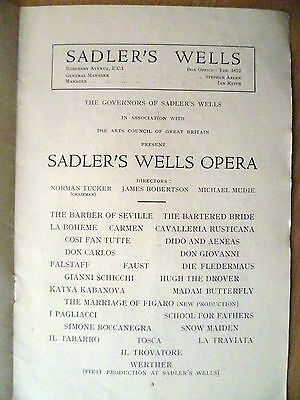 SADLER'S WELLS
ROSEBERY AVENUE, E.C.1 BOX OFFICE - TER. 1672
GENERAL MANAGER ... STEPHEN ARLEN
MANAGER ... IAN KEITH
THE GOVERNORS OF SADLER'S WELLS
IN ASSOCIATION WITH
THE ARTS COUNCIL OF GREAT BRITAIN
PRESENT
SADLER'S WELLS OPERA
DIRECTORS:
NORMAN TUCKER JAMES ROBERTSON MICHAEL MUDIE
(CHAIRMAN)
THE BARBER OF SEVILLE THE BARTERED BRIDE
LA BOHEME CARMEN CAVALLERIA RUSTICANA
COSI FAN TUTTE DIDO AND AENEAS
DON CARLOS DON GIOVANNI
FALSTAFF FAUST DIE FLEDERMAUS
GIANNI SCHICCHI HUGH THE DROVER
KATYA KABANOVA MADAM BUTTERFLY
THE MARRIAGE OF FIGARO (NEW PRODUCTION)
I PAGLIACCI SCHOOL FOR FATHERS
SIMONE BOCCANEGRA SNOW MAIDEN
IL TABARRO TOSCA LA TRAVIATA
IL TROVATORE
WERTHER
(FIRST PRODUCTION AT SADLER'S WELLS)
3